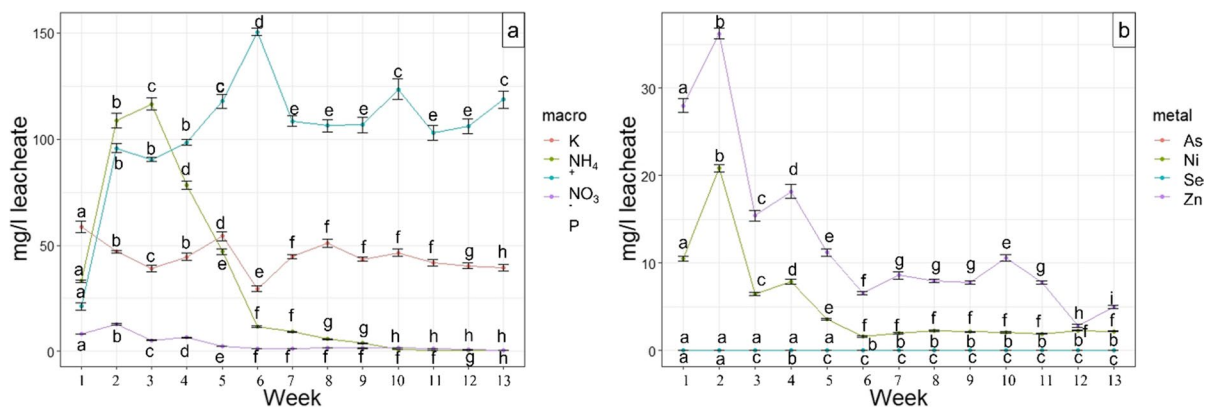 a
mg/l leacheate
150
100
50
0
d
c c c
b c
b b b d e e e e e
a b b d f f f f f g h
a e e
a f f g g h h h h
a b c d e f f f f f f g h
1 2 3 4 5 6 7 8 9 10 11 12 13
Week
macro
K
NH4
+
NO3
-
P
b
mg/l leacheate
30
20
10
0
b
a
b
c d
a e e
c d f g g g g
e f f f f f h j
f f f
a a a a a b b b b b b b b
a a c b c c c c c c c c c
1 2 3 4 5 6 7 8 9 10 11 12 13
Week
metal
As
Ni
Se
Zn